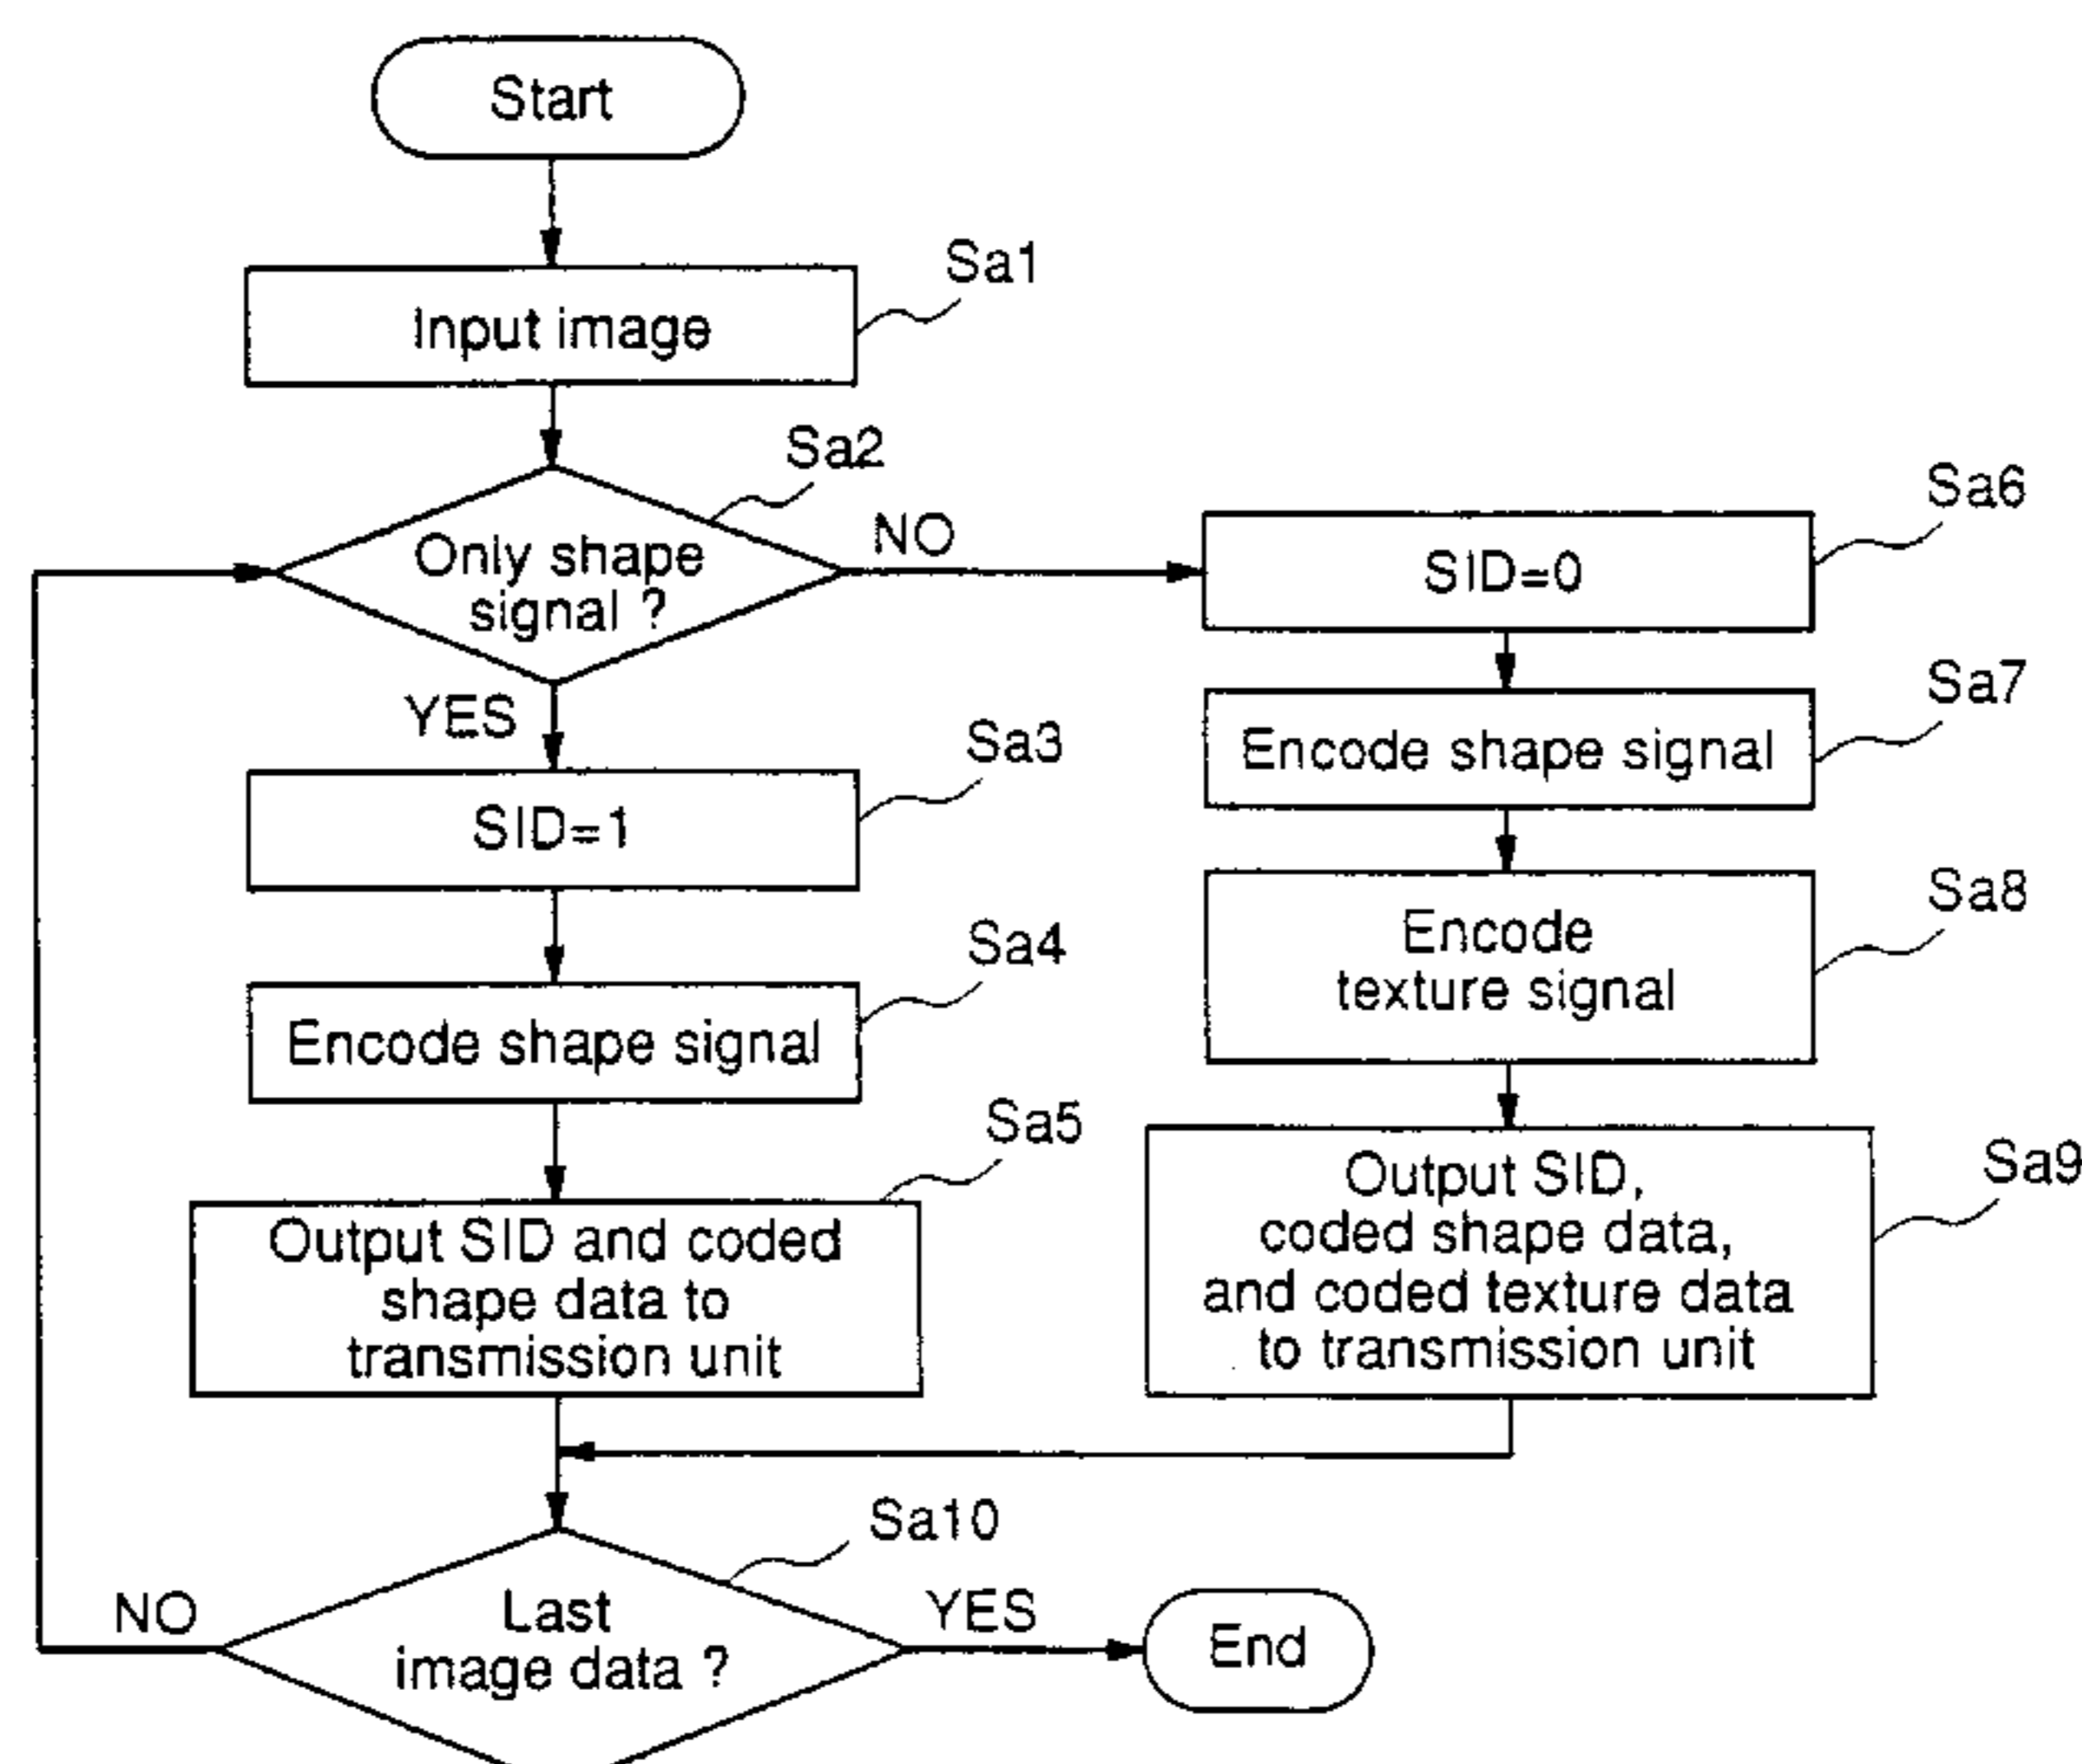 Start
Sa1
Input image
Sa2
Only shape
signal ?
NO
YES
Sa3
SID=1
Sa4
Encode shape signal
Sa5
Output SID and coded
shape data to
transmission unit
Sa6
SID=0
Sa7
Encode shape signal
Sa8
Encode
texture signal
Sa9
Output SID,
coded shape data,
and coded texture data
to transmission unit
Sa10
Last
image data ?
NO
YES
End